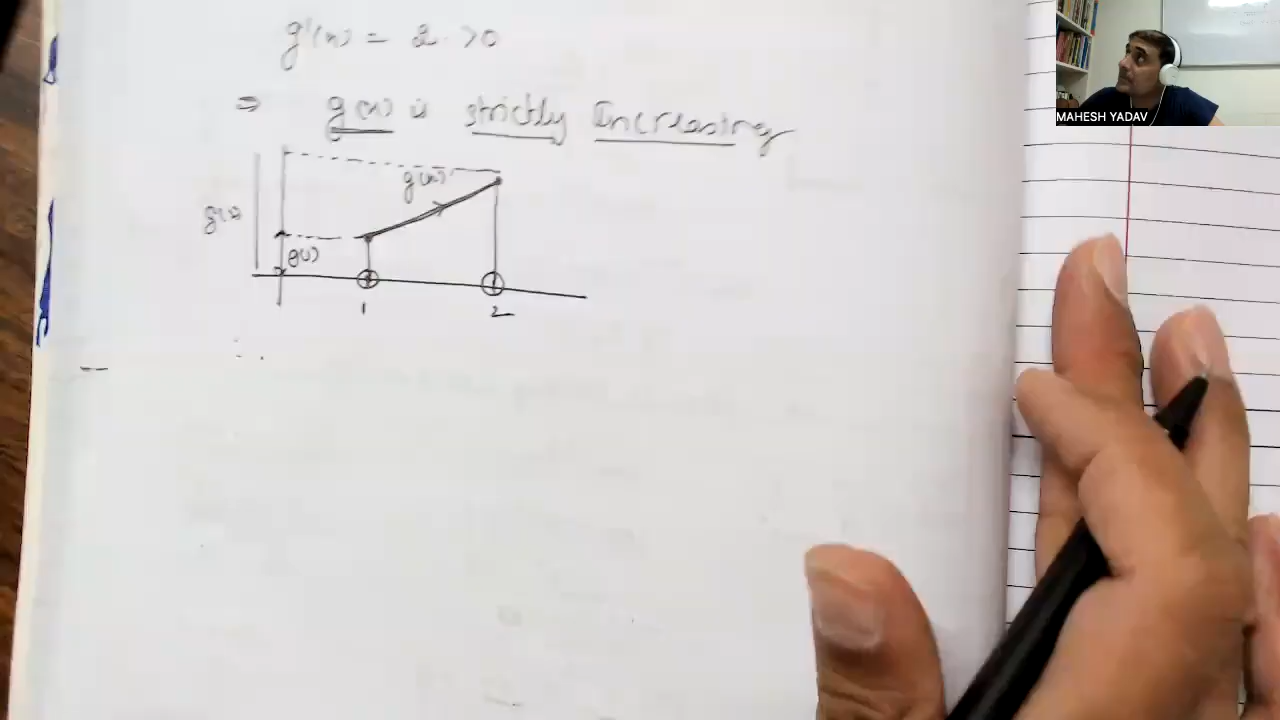 g'(x) = 2 > 0
⇒ g(x) is strictly Increasing
g(x)
g(2)
g(1)
1 2
∴
MAHESH YADAV